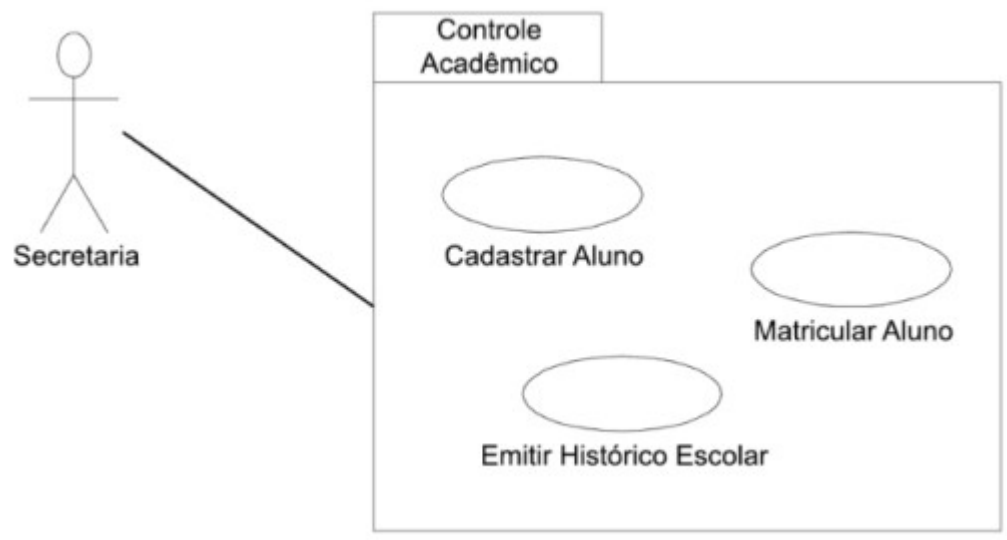 Controle
Acadêmico
Secretaria
Cadastrar Aluno
Matricular Aluno
Emitir Histórico Escolar